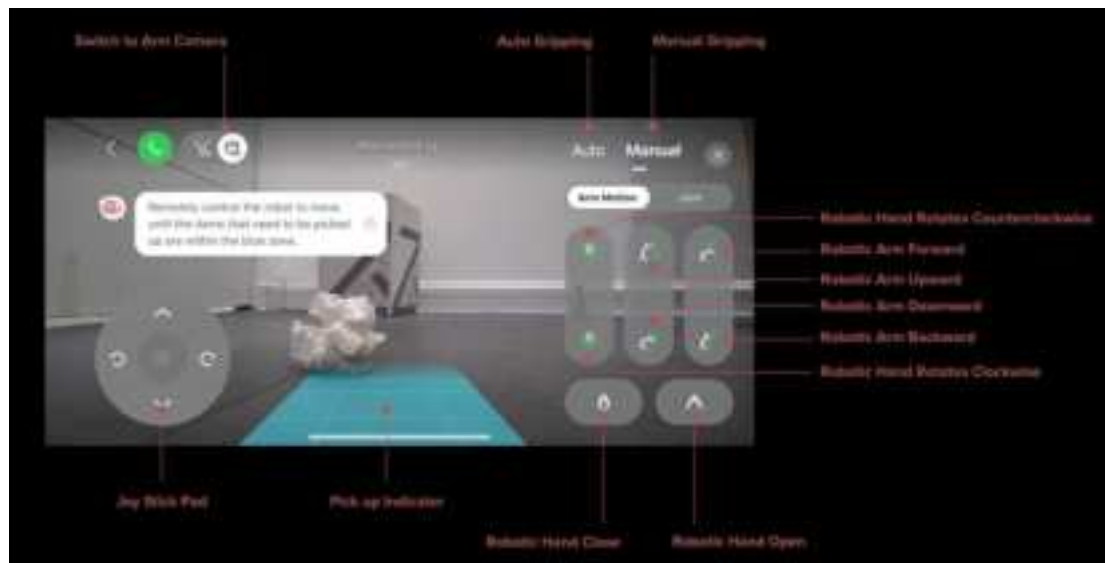 Switch to Arm Camera
Auto Gripping
Manual Gripping
Auto
Manual
Arm Motion
Remotely control the robot to move
until the items that need to be picked
up are within the blue zone.
Robotic Hand Rotates Counterclockwise
Robotic Arm Forward
Robotic Arm Upward
Robotic Arm Downward
Robotic Arm Backward
Robotic Hand Rotates Clockwise
Joy Stick Pad
Pick up Indicator
Robotic Hand Close
Robotic Hand Open